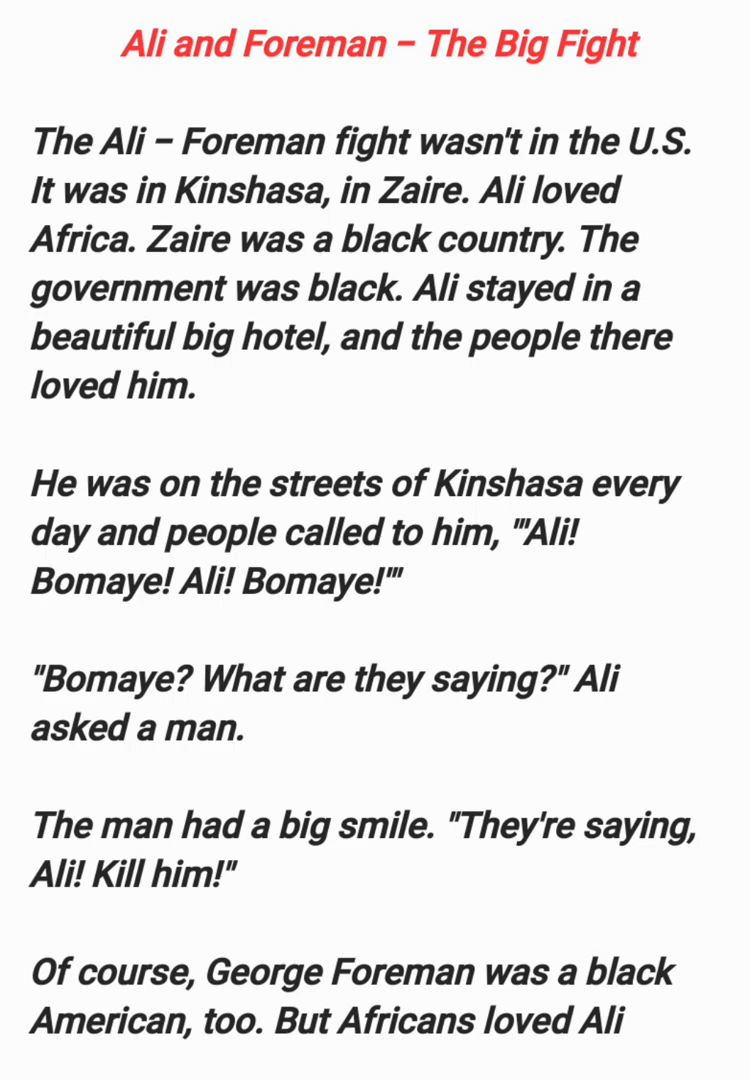 Ali and Foreman – The Big Fight
The Ali – Foreman fight wasn't in the U.S.
It was in Kinshasa, in Zaire. Ali loved
Africa. Zaire was a black country. The
government was black. Ali stayed in a
beautiful big hotel, and the people there
loved him.
He was on the streets of Kinshasa every
day and people called to him, "'Ali!
Bomaye! Ali! Bomaye!'"
"Bomaye? What are they saying?" Ali
asked a man.
The man had a big smile. "They're saying,
Ali! Kill him!"
Of course, George Foreman was a black
American, too. But Africans loved Ali